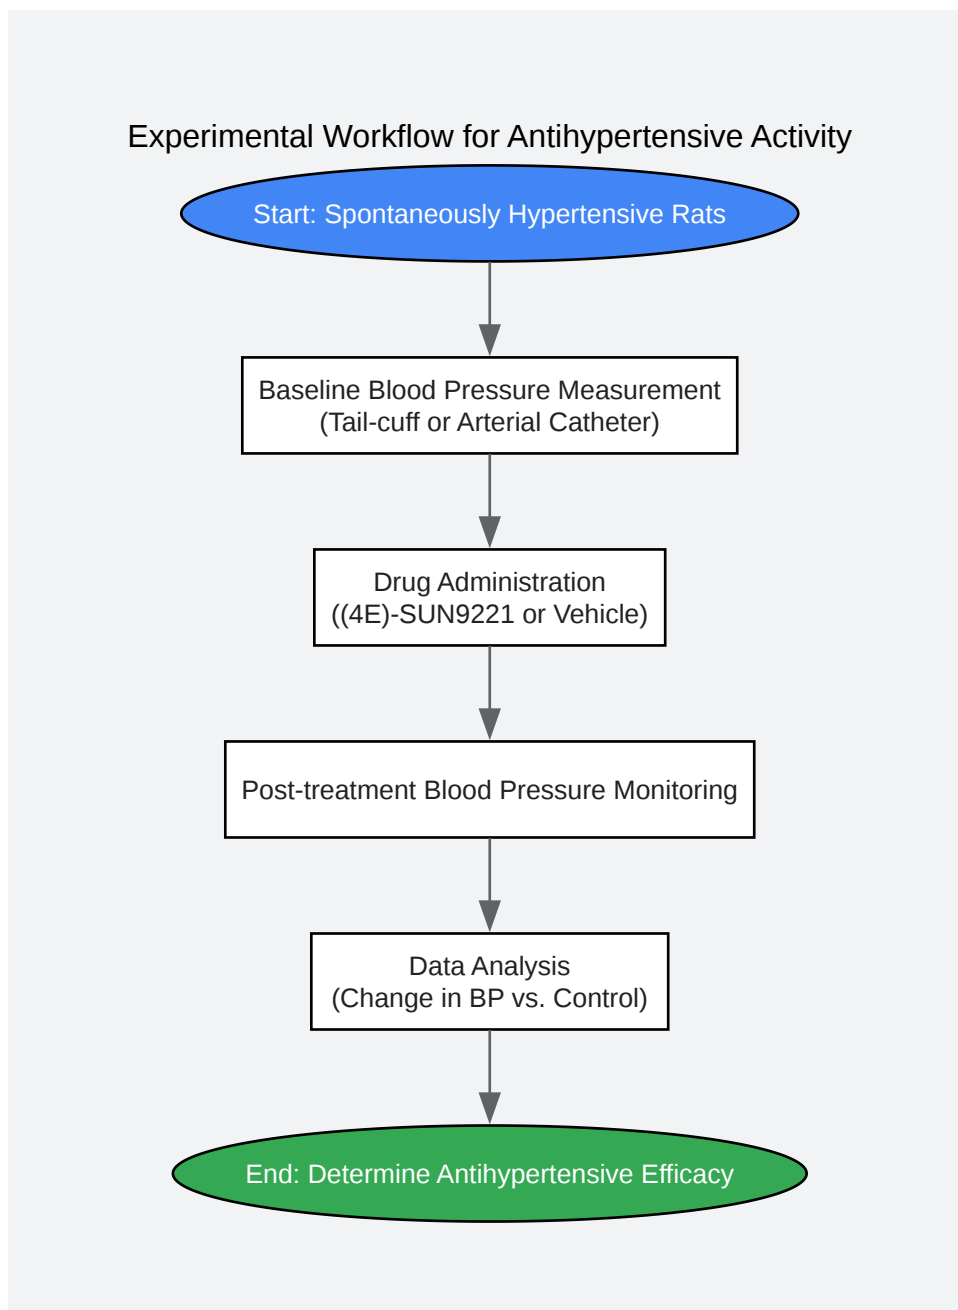 Experimental Workflow for Antihypertensive Activity
Start: Spontaneously Hypertensive Rats
Baseline Blood Pressure Measurement
(Tail-cuff or Arterial Catheter)
Drug Administration
((4E)-SUN9221 or Vehicle)
Post-treatment Blood Pressure Monitoring
Data Analysis
(Change in BP vs. Control)
End: Determine Antihypertensive Efficacy